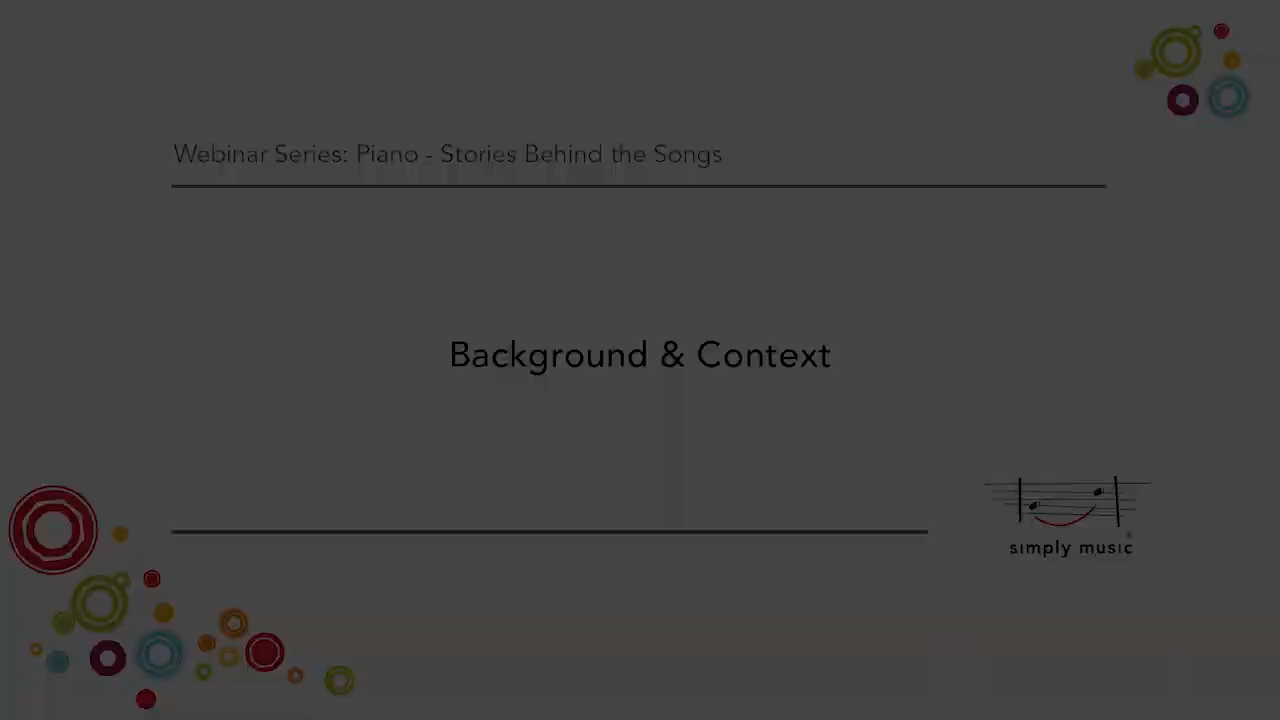 Webinar Series: Piano - Stories Behind the Songs
Background & Context
simply music